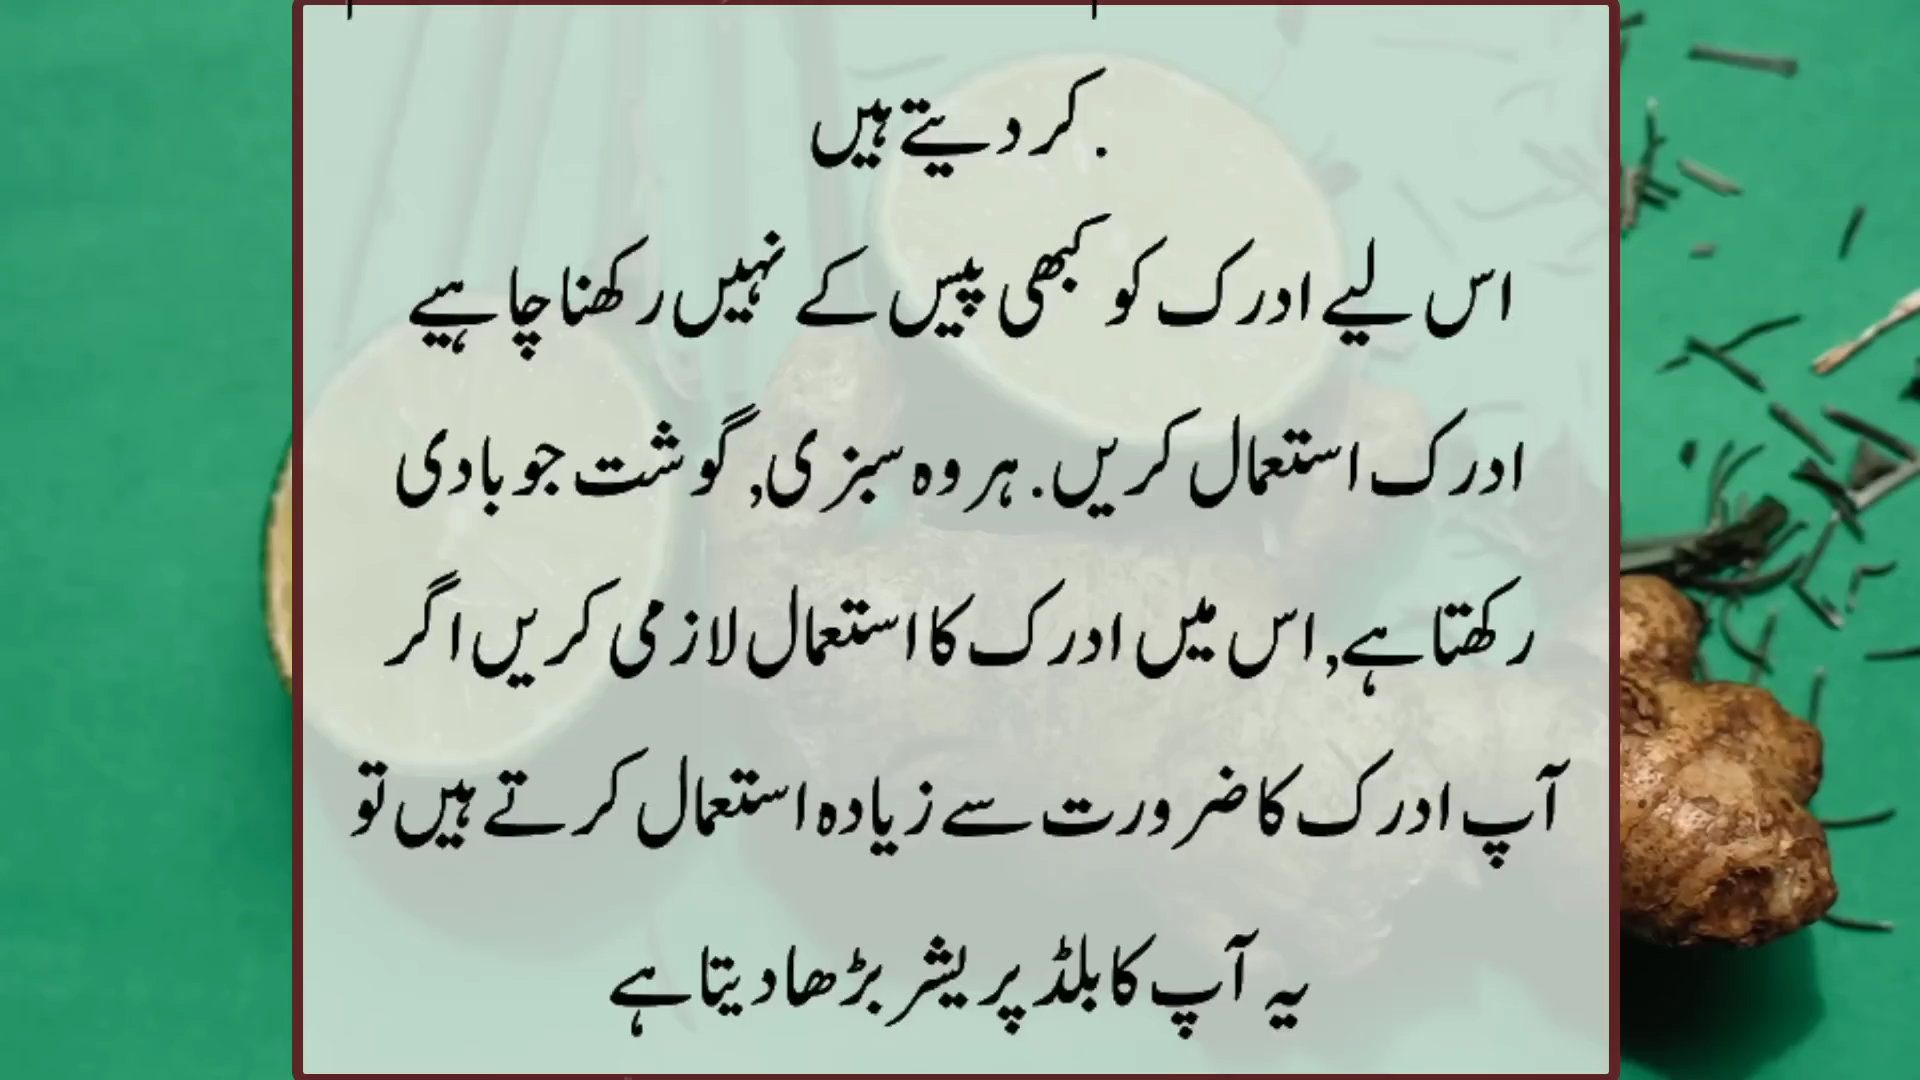 کر دیتے ہیں.
اس لیے ادرک کو کبھی پیس کے نہیں رکھنا چاہیے
ادرک استعمال کریں. ہر وہ سبزی, گوشت جو بادی
رکھتا ہے, اس میں ادرک کا استعمال لازمی کریں اگر
آپ ادرک کا ضرورت سے زیادہ استعمال کرتے ہیں تو
یہ آپ کا بلڈ پریشر بڑھا دیتا ہے